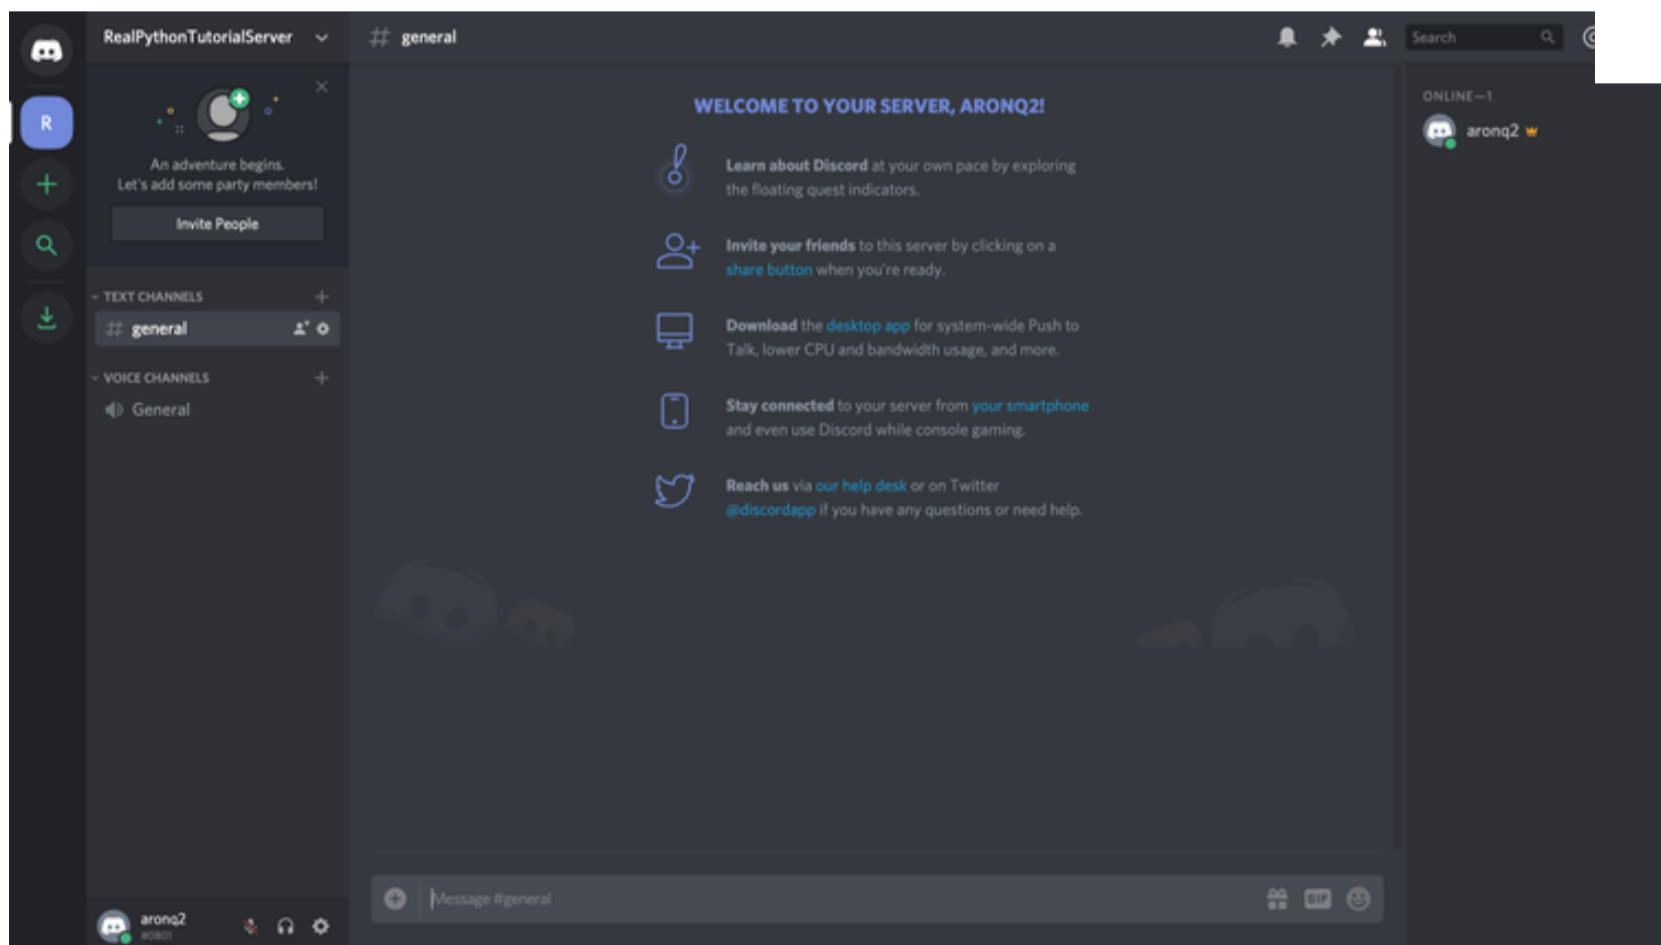 RealPythonTutorialServer
general
Search
R
An adventure begins.
Let's add some party members!
Invite People
TEXT CHANNELS
general
VOICE CHANNELS
General
WELCOME TO YOUR SERVER, ARONQ2!
Learn about Discord at your own pace by exploring
the floating quest indicators.
Invite your friends to this server by clicking on a
share button when you're ready.
Download the desktop app for system-wide Push to
Talk, lower CPU and bandwidth usage, and more.
Stay connected to your server from your smartphone
and even use Discord while console gaming.
Reach us via our help desk or on Twitter
@discordapp if you have any questions or need help.
ONLINE—1
aronq2
Message #general
GIF
aronq2
#0801